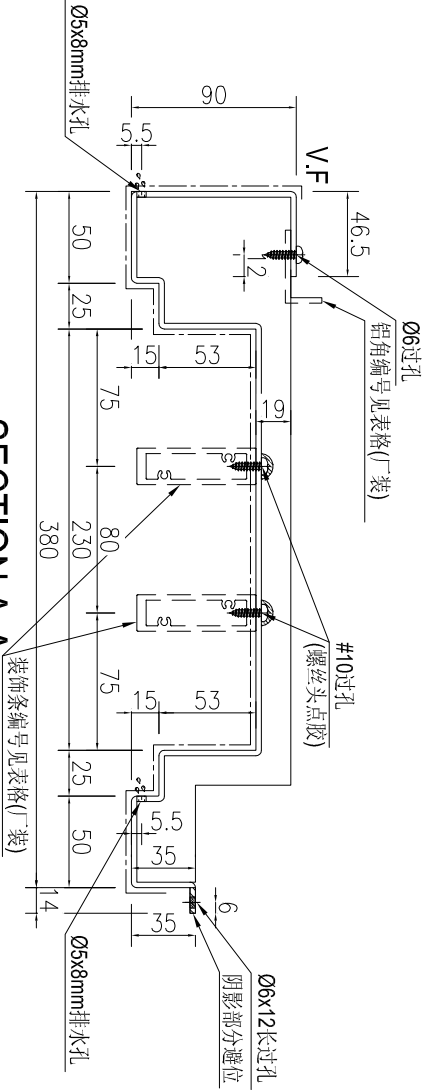 Ø5x8mm排水孔
90
5.5
V.F
46.5
12
Ø6过孔
铝角编号见表格(厂装)
50
25
15
53
19
75
80
75
230
380
#10过孔
(螺丝头点胶)
15
53
25
50
5.5
35
35
14
6
Ø6x12长过孔
阴影部分避位
Ø5x8mm排水孔
装饰条编号见表格(厂装)